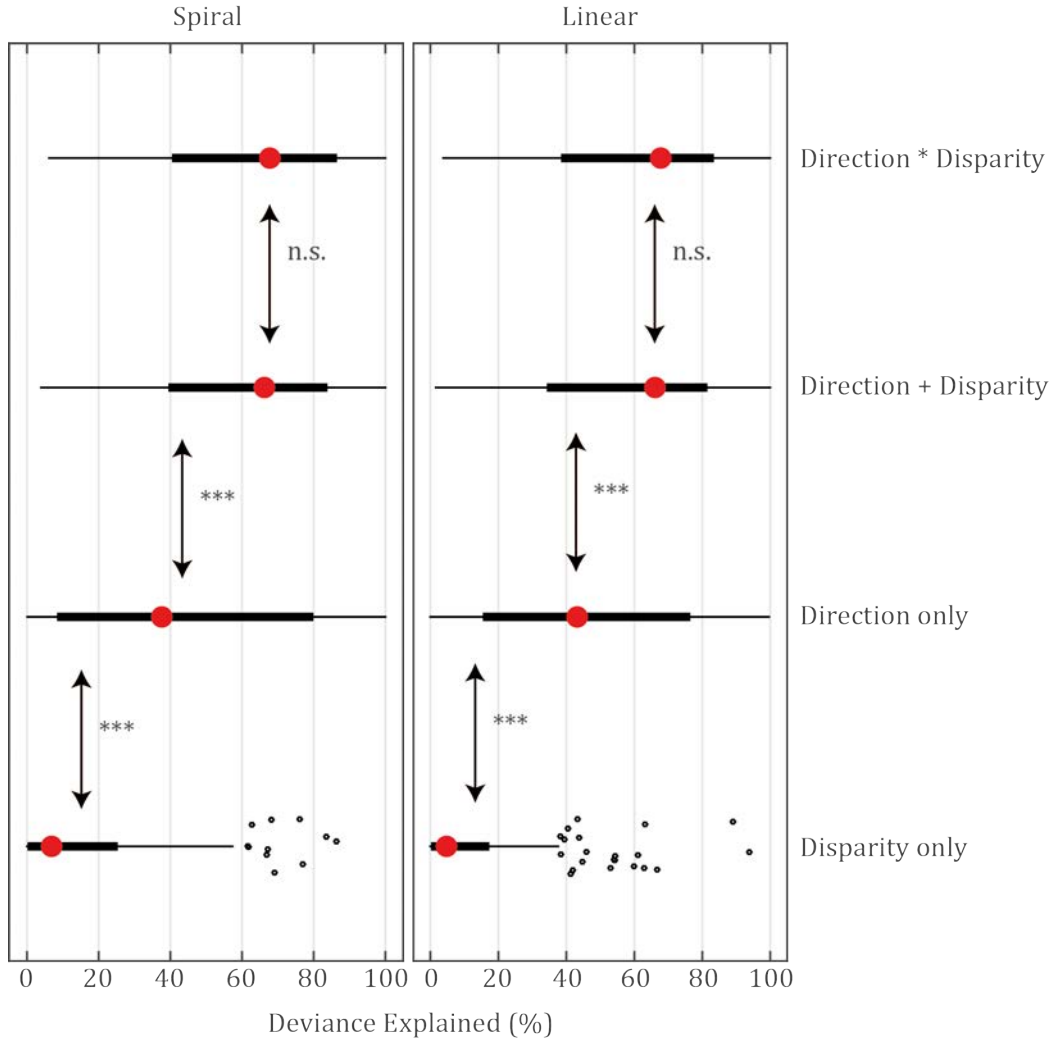 Spiral
Linear
Direction * Disparity
n.s.
n.s.
Direction + Disparity
***
***
Direction only
***
***
Disparity only
0 20 40 60 80 100
0 20 40 60 80 100
Deviance Explained (%)